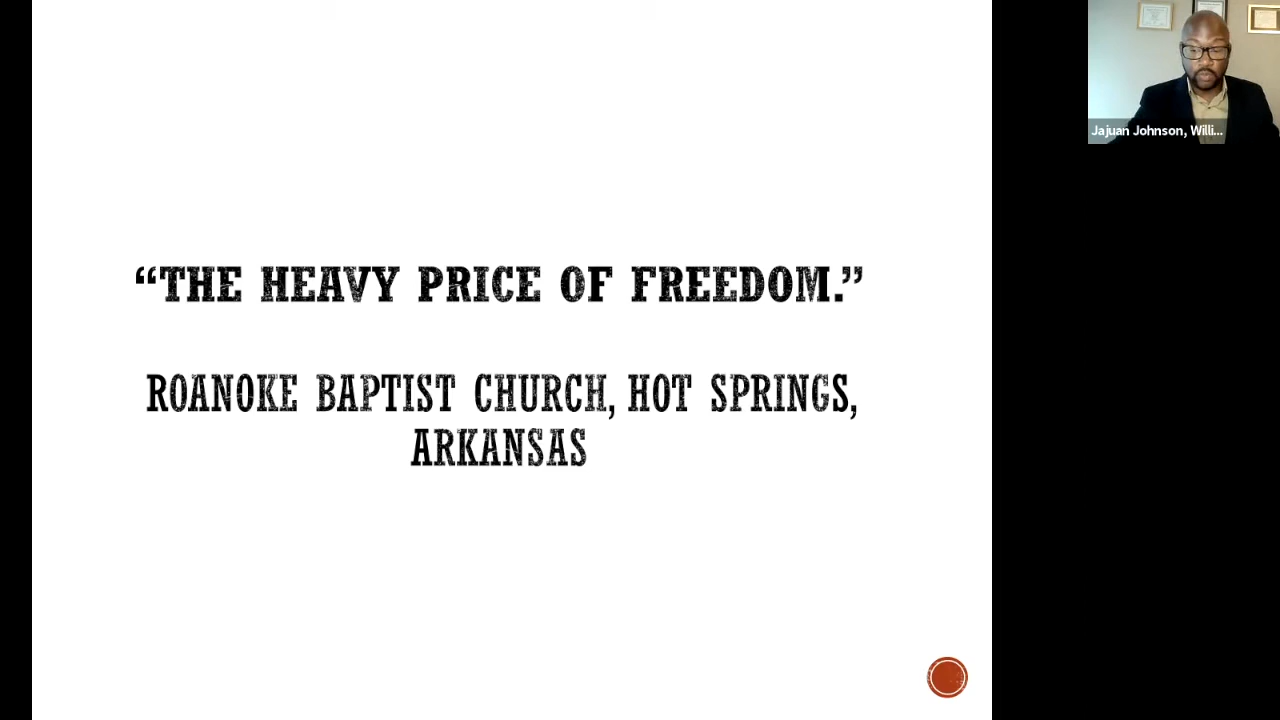 “THE HEAVY PRICE OF FREEDOM.”
ROANOKE BAPTIST CHURCH, HOT SPRINGS,
ARKANSAS
Jajuan Johnson, Willi...